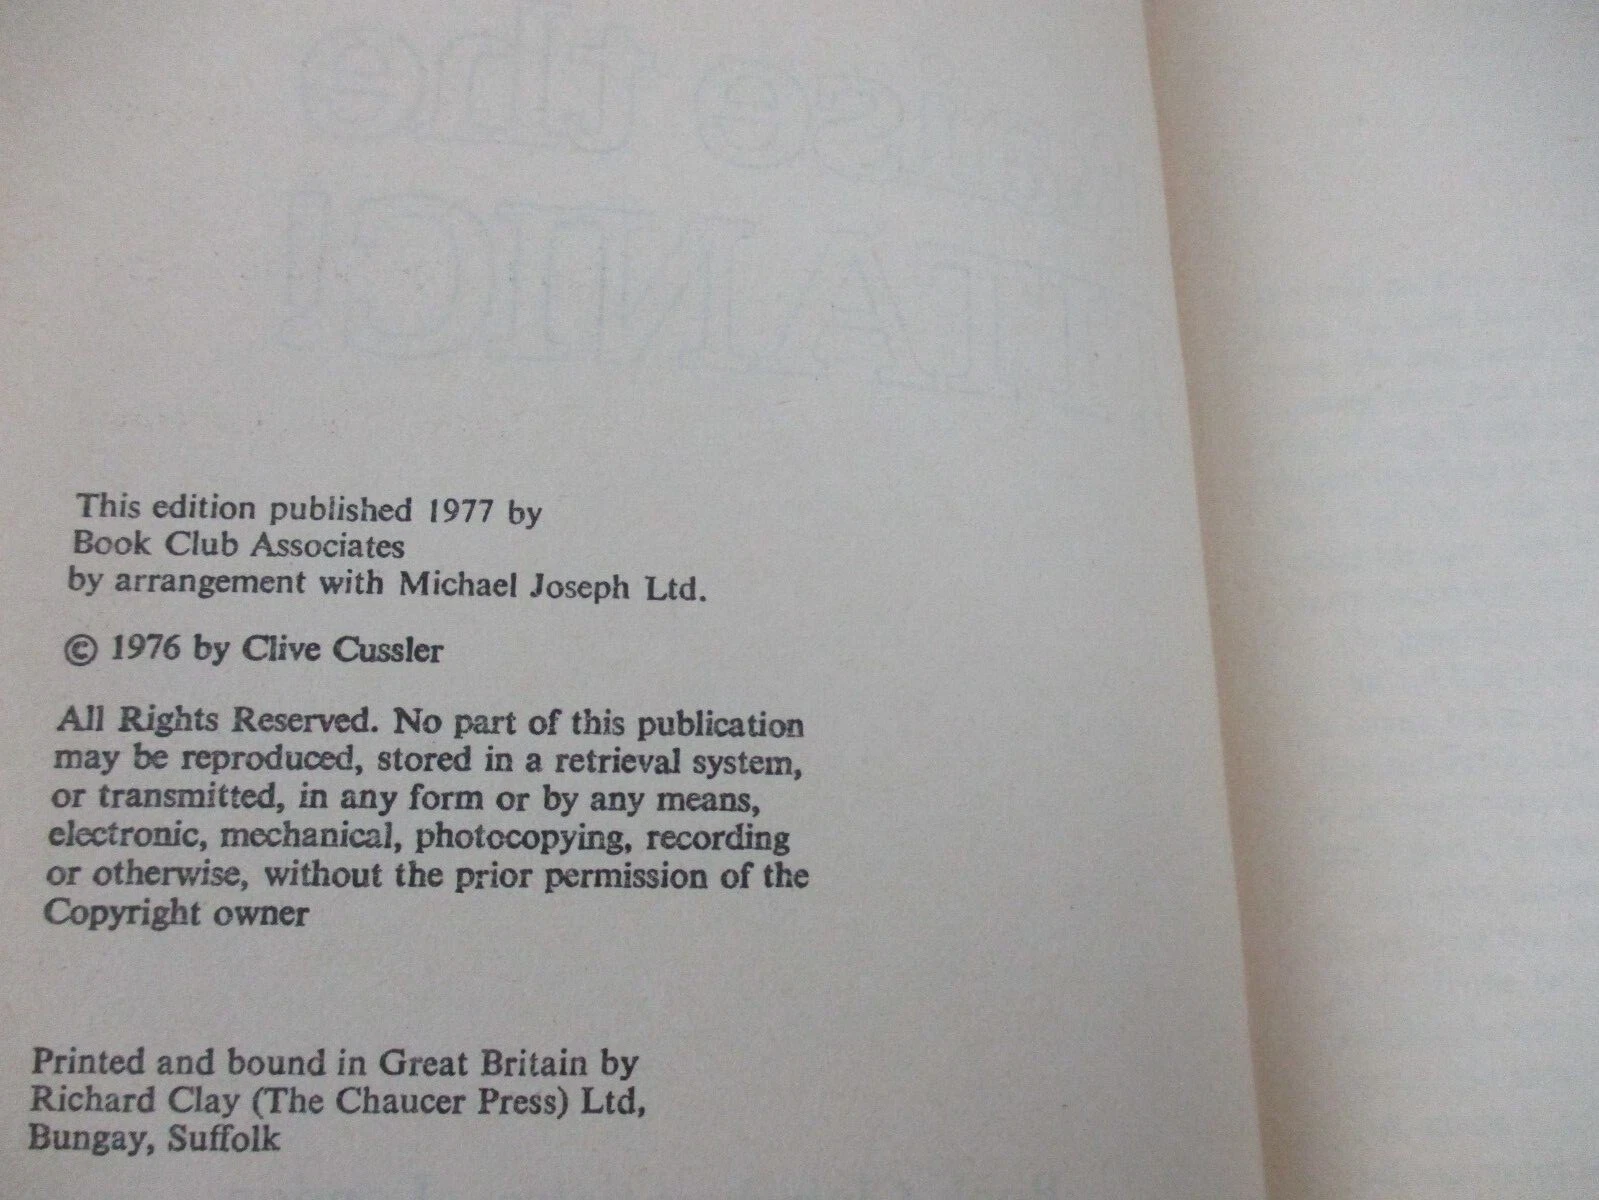 This edition published 1977 by
Book Club Associates
by arrangement with Michael Joseph Ltd.
© 1976 by Clive Cussler
All Rights Reserved. No part of this publication
may be reproduced, stored in a retrieval system,
or transmitted, in any form or by any means,
electronic, mechanical, photocopying, recording
or otherwise, without the prior permission of the
Copyright owner
Printed and bound in Great Britain by
Richard Clay (The Chaucer Press) Ltd,
Bungay, Suffolk